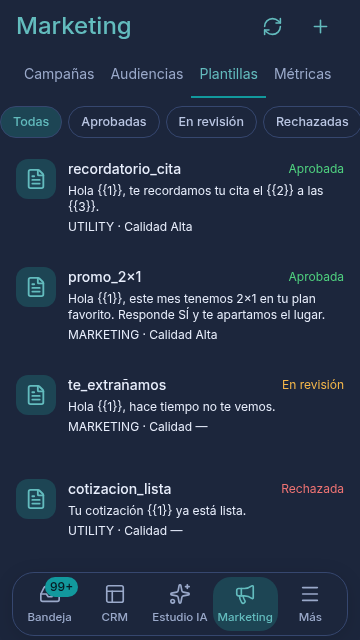 Marketing
Campañas Audiencias Plantillas Métricas
Todas Aprobadas En revisión Rechazadas
recordatorio_cita Aprobada
Hola {{1}}, te recordamos tu cita el {{2}} a las
{{3}}.
UTILITY · Calidad Alta
promo_2×1 Aprobada
Hola {{1}}, este mes tenemos 2×1 en tu plan
favorito. Responde SÍ y te apartamos el lugar.
MARKETING · Calidad Alta
te_extrañamos En revisión
Hola {{1}}, hace tiempo no te vemos.
MARKETING · Calidad —
cotizacion_lista Rechazada
Tu cotización {{1}} ya está lista.
UTILITY · Calidad —
99+
Bandeja CRM Estudio IA Marketing Más